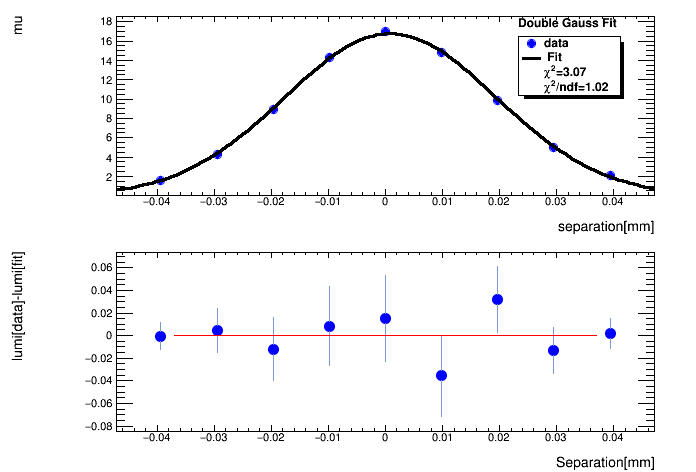 mu
Double Gauss Fit
data
Fit
χ²=3.07
χ²/ndf=1.02
18
16
14
12
10
8
6
4
2
−0.04 −0.03 −0.02 −0.01 0 0.01 0.02 0.03 0.04
separation[mm]
lumi[data]-lumi[fit]
0.06
0.04
0.02
0
−0.02
−0.04
−0.06
−0.08
−0.04 −0.03 −0.02 −0.01 0 0.01 0.02 0.03 0.04
Separation[mm]